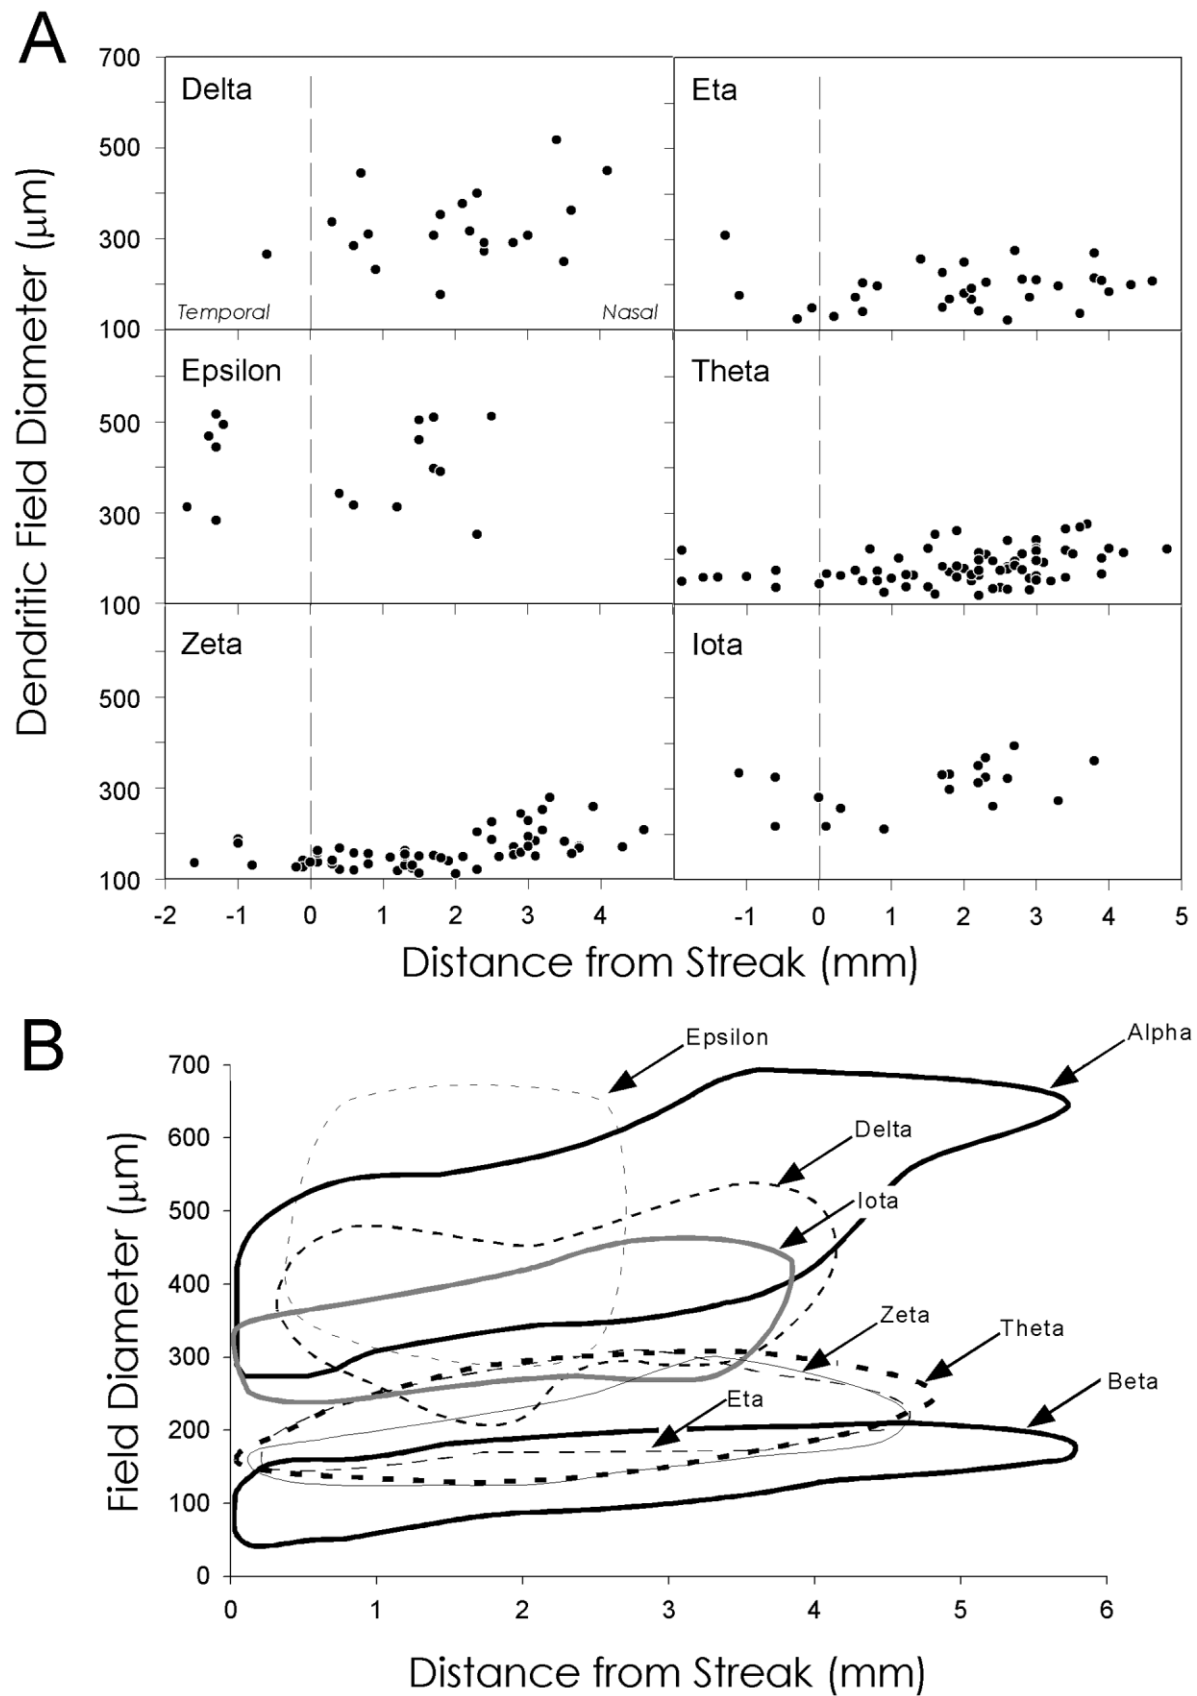 A
700
500
300
100
500
300
100
500
300
100
Dendritic Field Diameter (μm)
Delta
Temporal
Nasal
Eta
Epsilon
Theta
Zeta
Iota
-2 -1 0 1 2 3 4
-1 0 1 2 3 4 5
Distance from Streak (mm)
B
700
600
500
400
300
200
100
0
Field Diameter (μm)
Epsilon
Alpha
Delta
Iota
Zeta
Theta
Beta
Eta
0 1 2 3 4 5 6
Distance from Streak (mm)